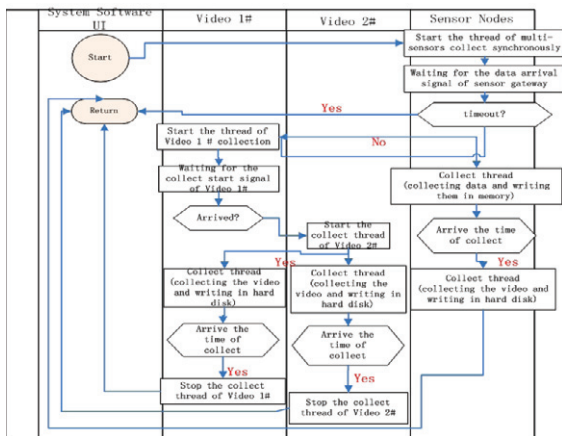 System Software
UI
Video 1#
Video 2#
Sensor Nodes
Start
Start the thread of multi-
sensors collect synchronously
Waiting for the data arrival
signal of sensor gateway
Yes
Return
timeout?
Start the thread of
Video 1 # collection
No
Waiting for the
collect start signal
of Video 1#
Collect thread
(collecting data and writing
them in memory)
Arrived?
Start the
collect thread
of Video 2#
Arrive the time
of collect
Yes
Yes
Collect thread
(collecting the video
and writing in hard
disk)
Collect thread
(collecting the
video and writing in
hard disk)
Collect thread
(collecting the video and
writing in hard disk)
Arrive the
time of
collect
Arrive the
time of
collect
Yes
Yes
Stop the collect
thread of Video 1#
Stop the collect
thread of Video 2#